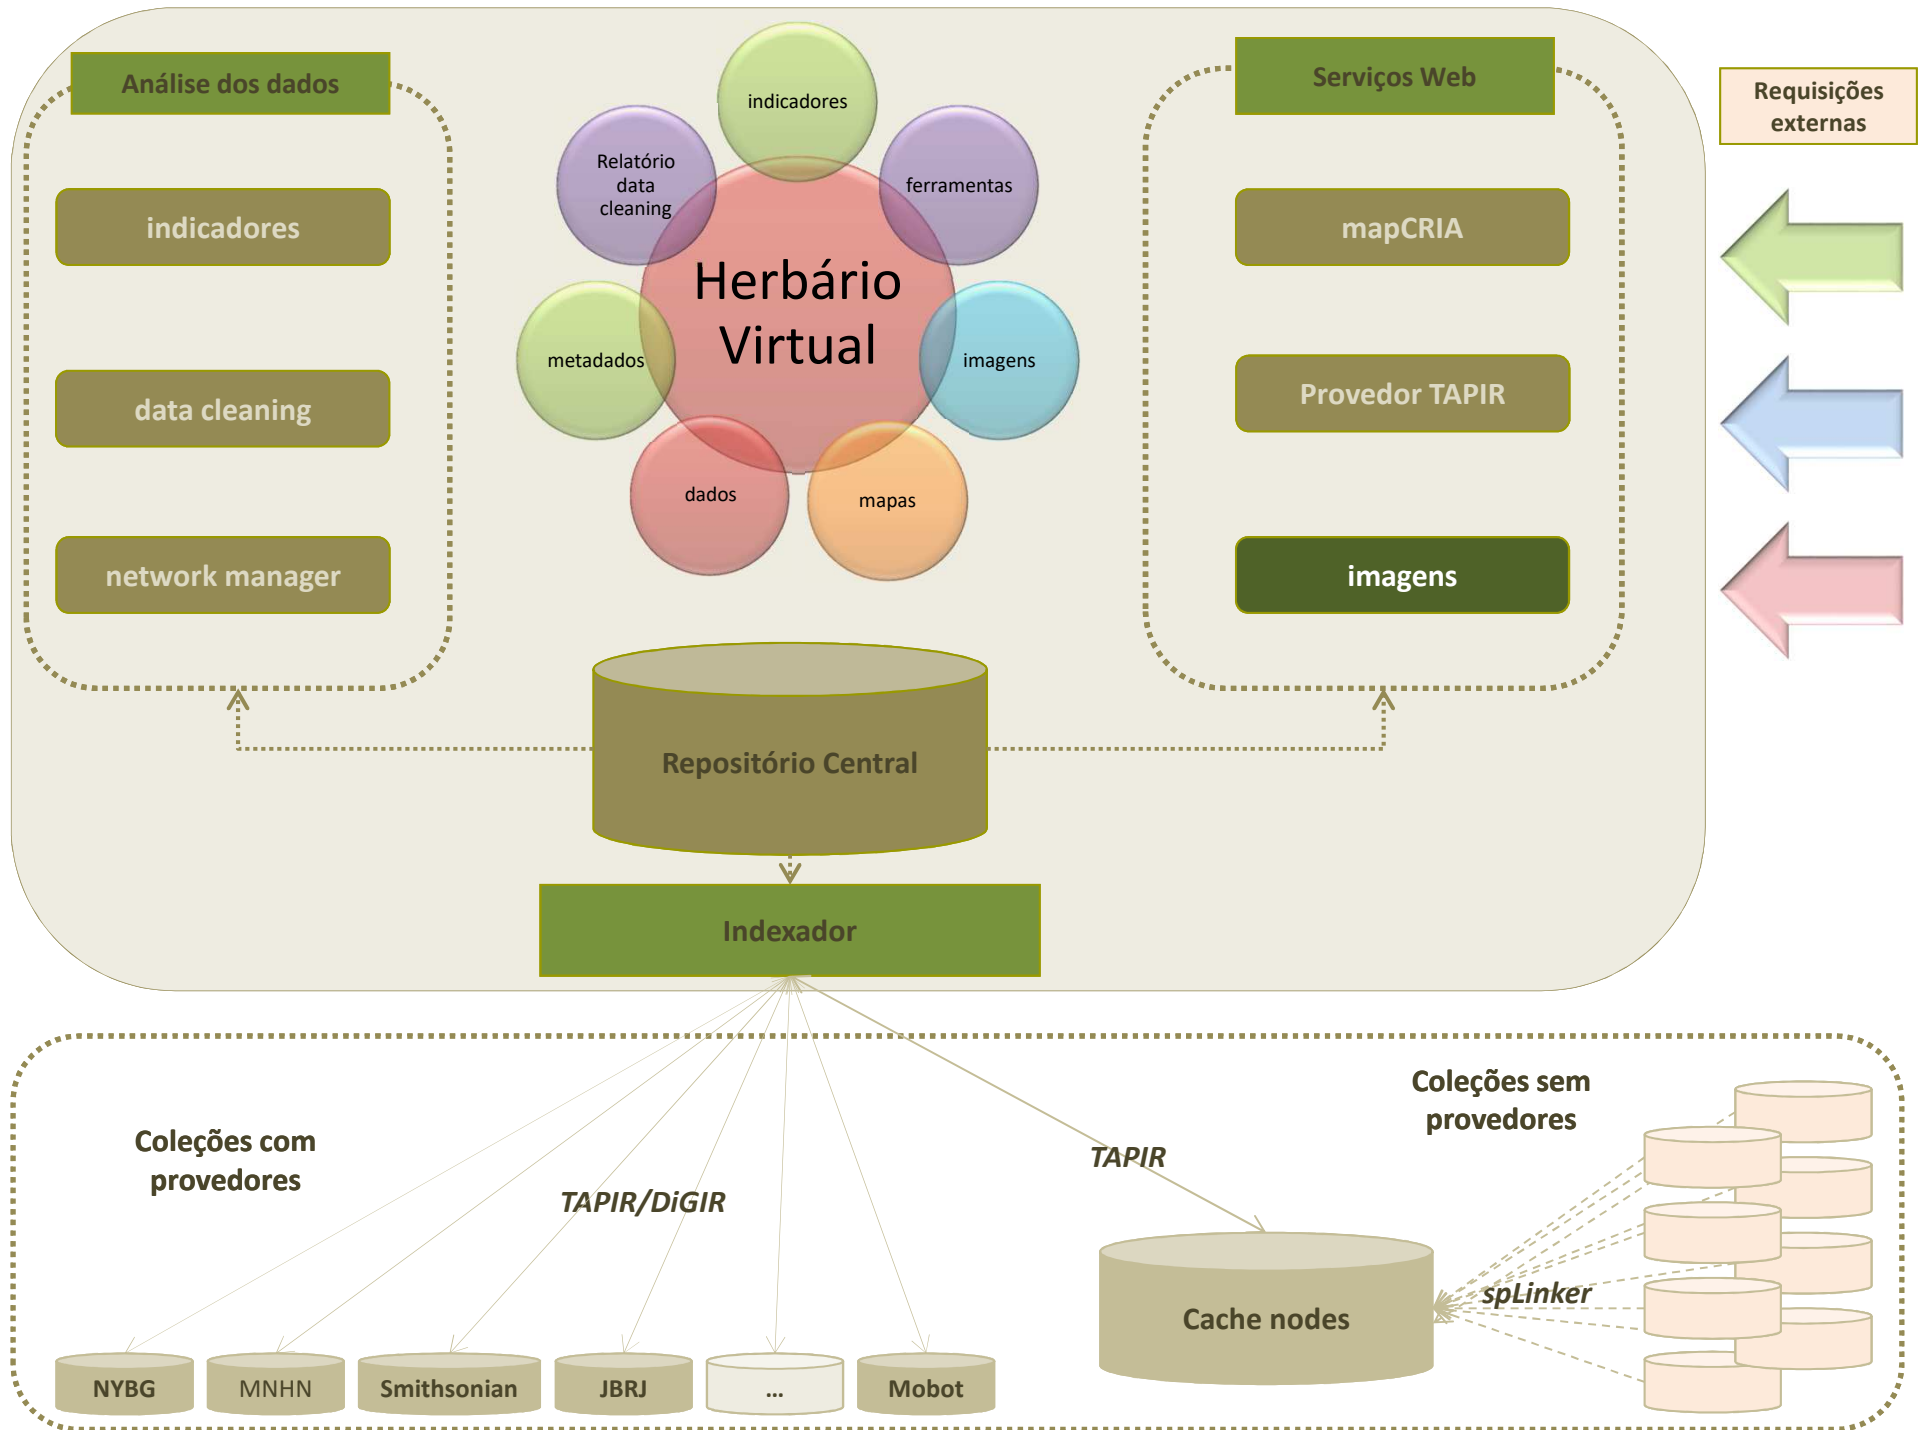 Análise dos dados
indicadores
data cleaning
network manager
indicadores
Relatório
data
cleaning
ferramentas
Herbário
Virtual
metadados
imagens
dados
mapas
Serviços Web
mapCRIA
Provedor TAPIR
imagens
Requisições
externas
Repositório Central
Indexador
Coleções com
provedores
TAPIR/DiGIR
TAPIR
Coleções sem
provedores
spLinker
Cache nodes
NYBG
MNHN
Smithsonian
JBRJ
...
Mobot